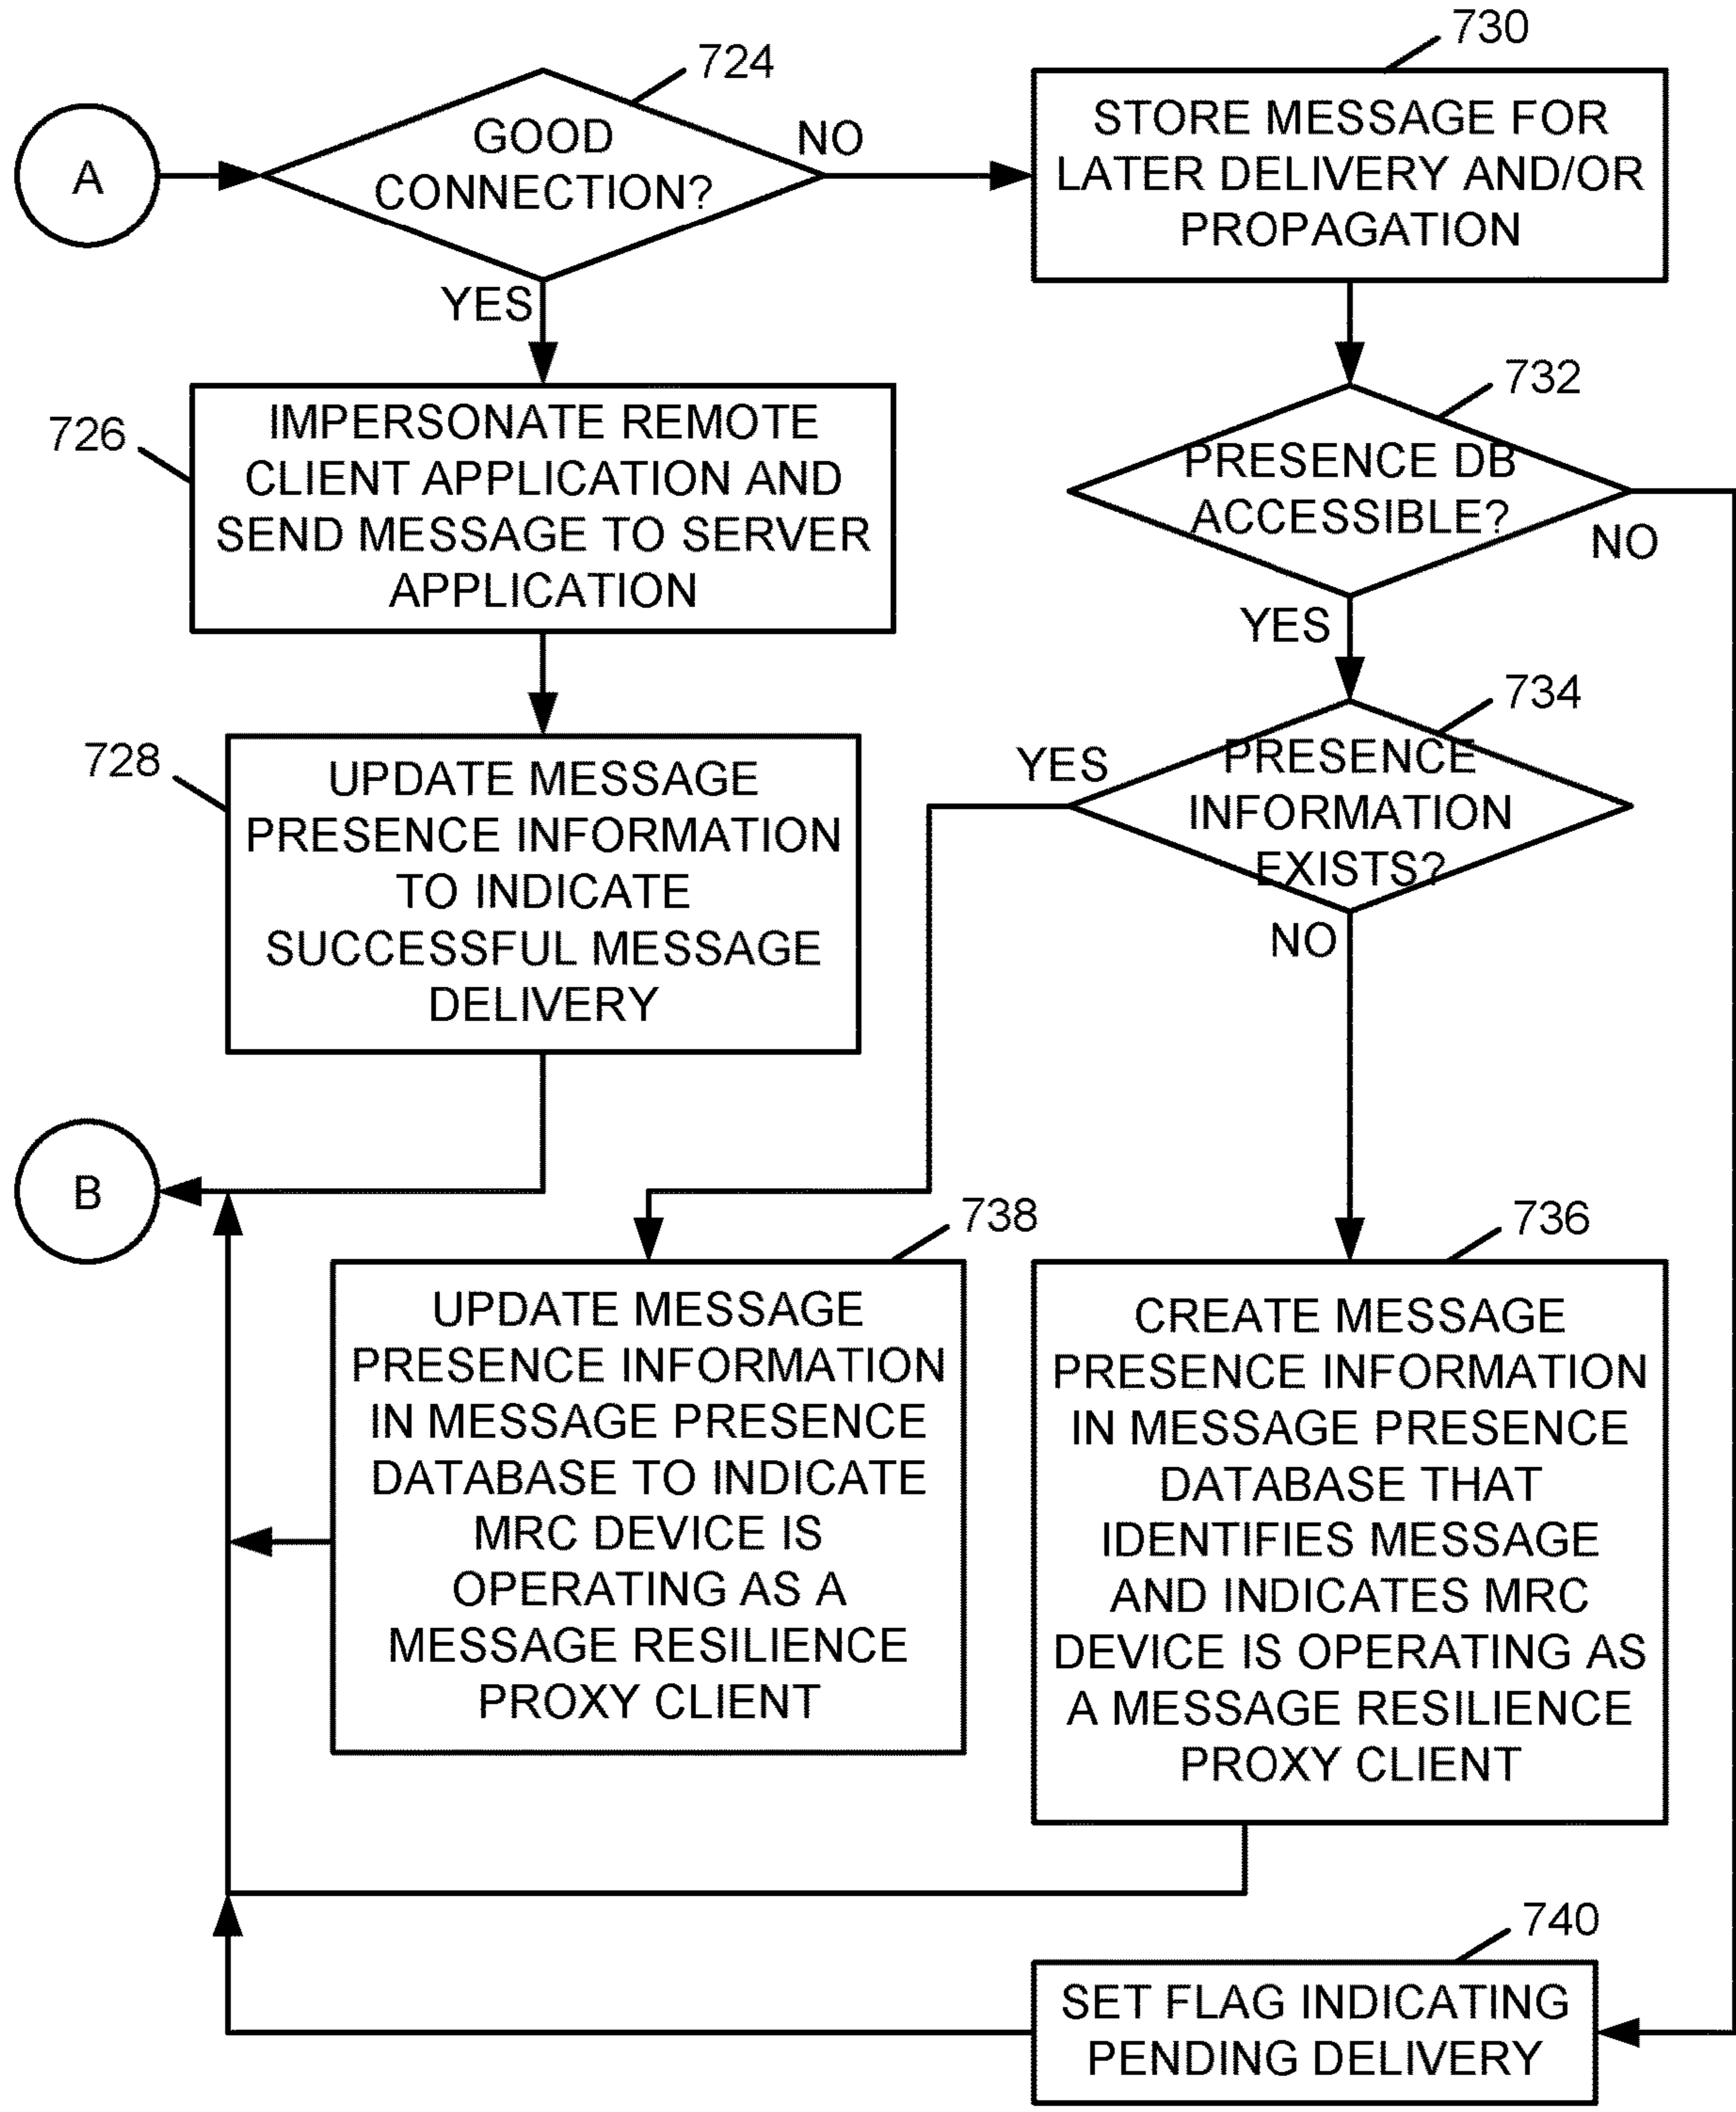 724
730
A
GOOD
CONNECTION?
NO
STORE MESSAGE FOR
LATER DELIVERY AND/OR
PROPAGATION
YES
726
IMPERSONATE REMOTE
CLIENT APPLICATION AND
SEND MESSAGE TO SERVER
APPLICATION
732
PRESENCE DB
ACCESSIBLE?
NO
YES
728
UPDATE MESSAGE
PRESENCE INFORMATION
TO INDICATE
SUCCESSFUL MESSAGE
DELIVERY
734
YES
PRESENCE
INFORMATION
EXISTS?
NO
B
738
UPDATE MESSAGE
PRESENCE INFORMATION
IN MESSAGE PRESENCE
DATABASE TO INDICATE
MRC DEVICE IS
OPERATING AS A
MESSAGE RESILIENCE
PROXY CLIENT
736
CREATE MESSAGE
PRESENCE INFORMATION
IN MESSAGE PRESENCE
DATABASE THAT
IDENTIFIES MESSAGE
AND INDICATES MRC
DEVICE IS OPERATING AS
A MESSAGE RESILIENCE
PROXY CLIENT
740
SET FLAG INDICATING
PENDING DELIVERY